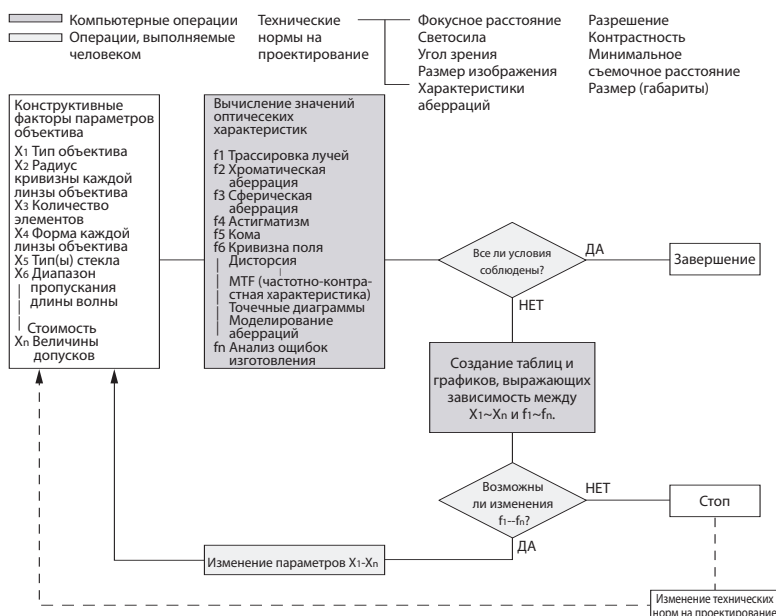 Компьютерные операции
Операции, выполняемые
человеком
Технические
нормы на
проектирование
Фокусное расстояние
Светосила
Угол зрения
Размер изображения
Характеристики
аберраций
Разрешение
Контрастность
Минимальное
съемочное расстояние
Размер (габариты)
Конструктивные
факторы параметров
объектива
X1 Тип объектива
X2 Радиус
кривизны каждой
линзы объектива
X3 Количество
элементов
X4 Форма каждой
линзы объектива
X5 Тип(ы) стекла
X6 Диапазон
пропускания
длины волны
Стоимость
Xn Величины
допусков
Вычисление значений
оптичесеких
характеристик
f1 Трассировка лучей
f2 Хроматическая
аберрация
f3 Сферическая
аберрация
f4 Астигматизм
f5 Кома
f6 Кривизна поля
Дисторсия
MTF (частотно-контра-
стная характеристика)
Точечные диаграммы
Моделирование
аберраций
fn Анализ ошибок
изготовления
Все ли условия
соблюдены?
ДА
Завершение
НЕТ
Создание таблиц и
графиков, выражающих
зависимость между
X1~Xn и f1~fn.
Возможны
ли изменения
f1--fn?
НЕТ
Стоп
ДА
Изменение параметров X1-Xn
Изменение технических
норм на проектирование